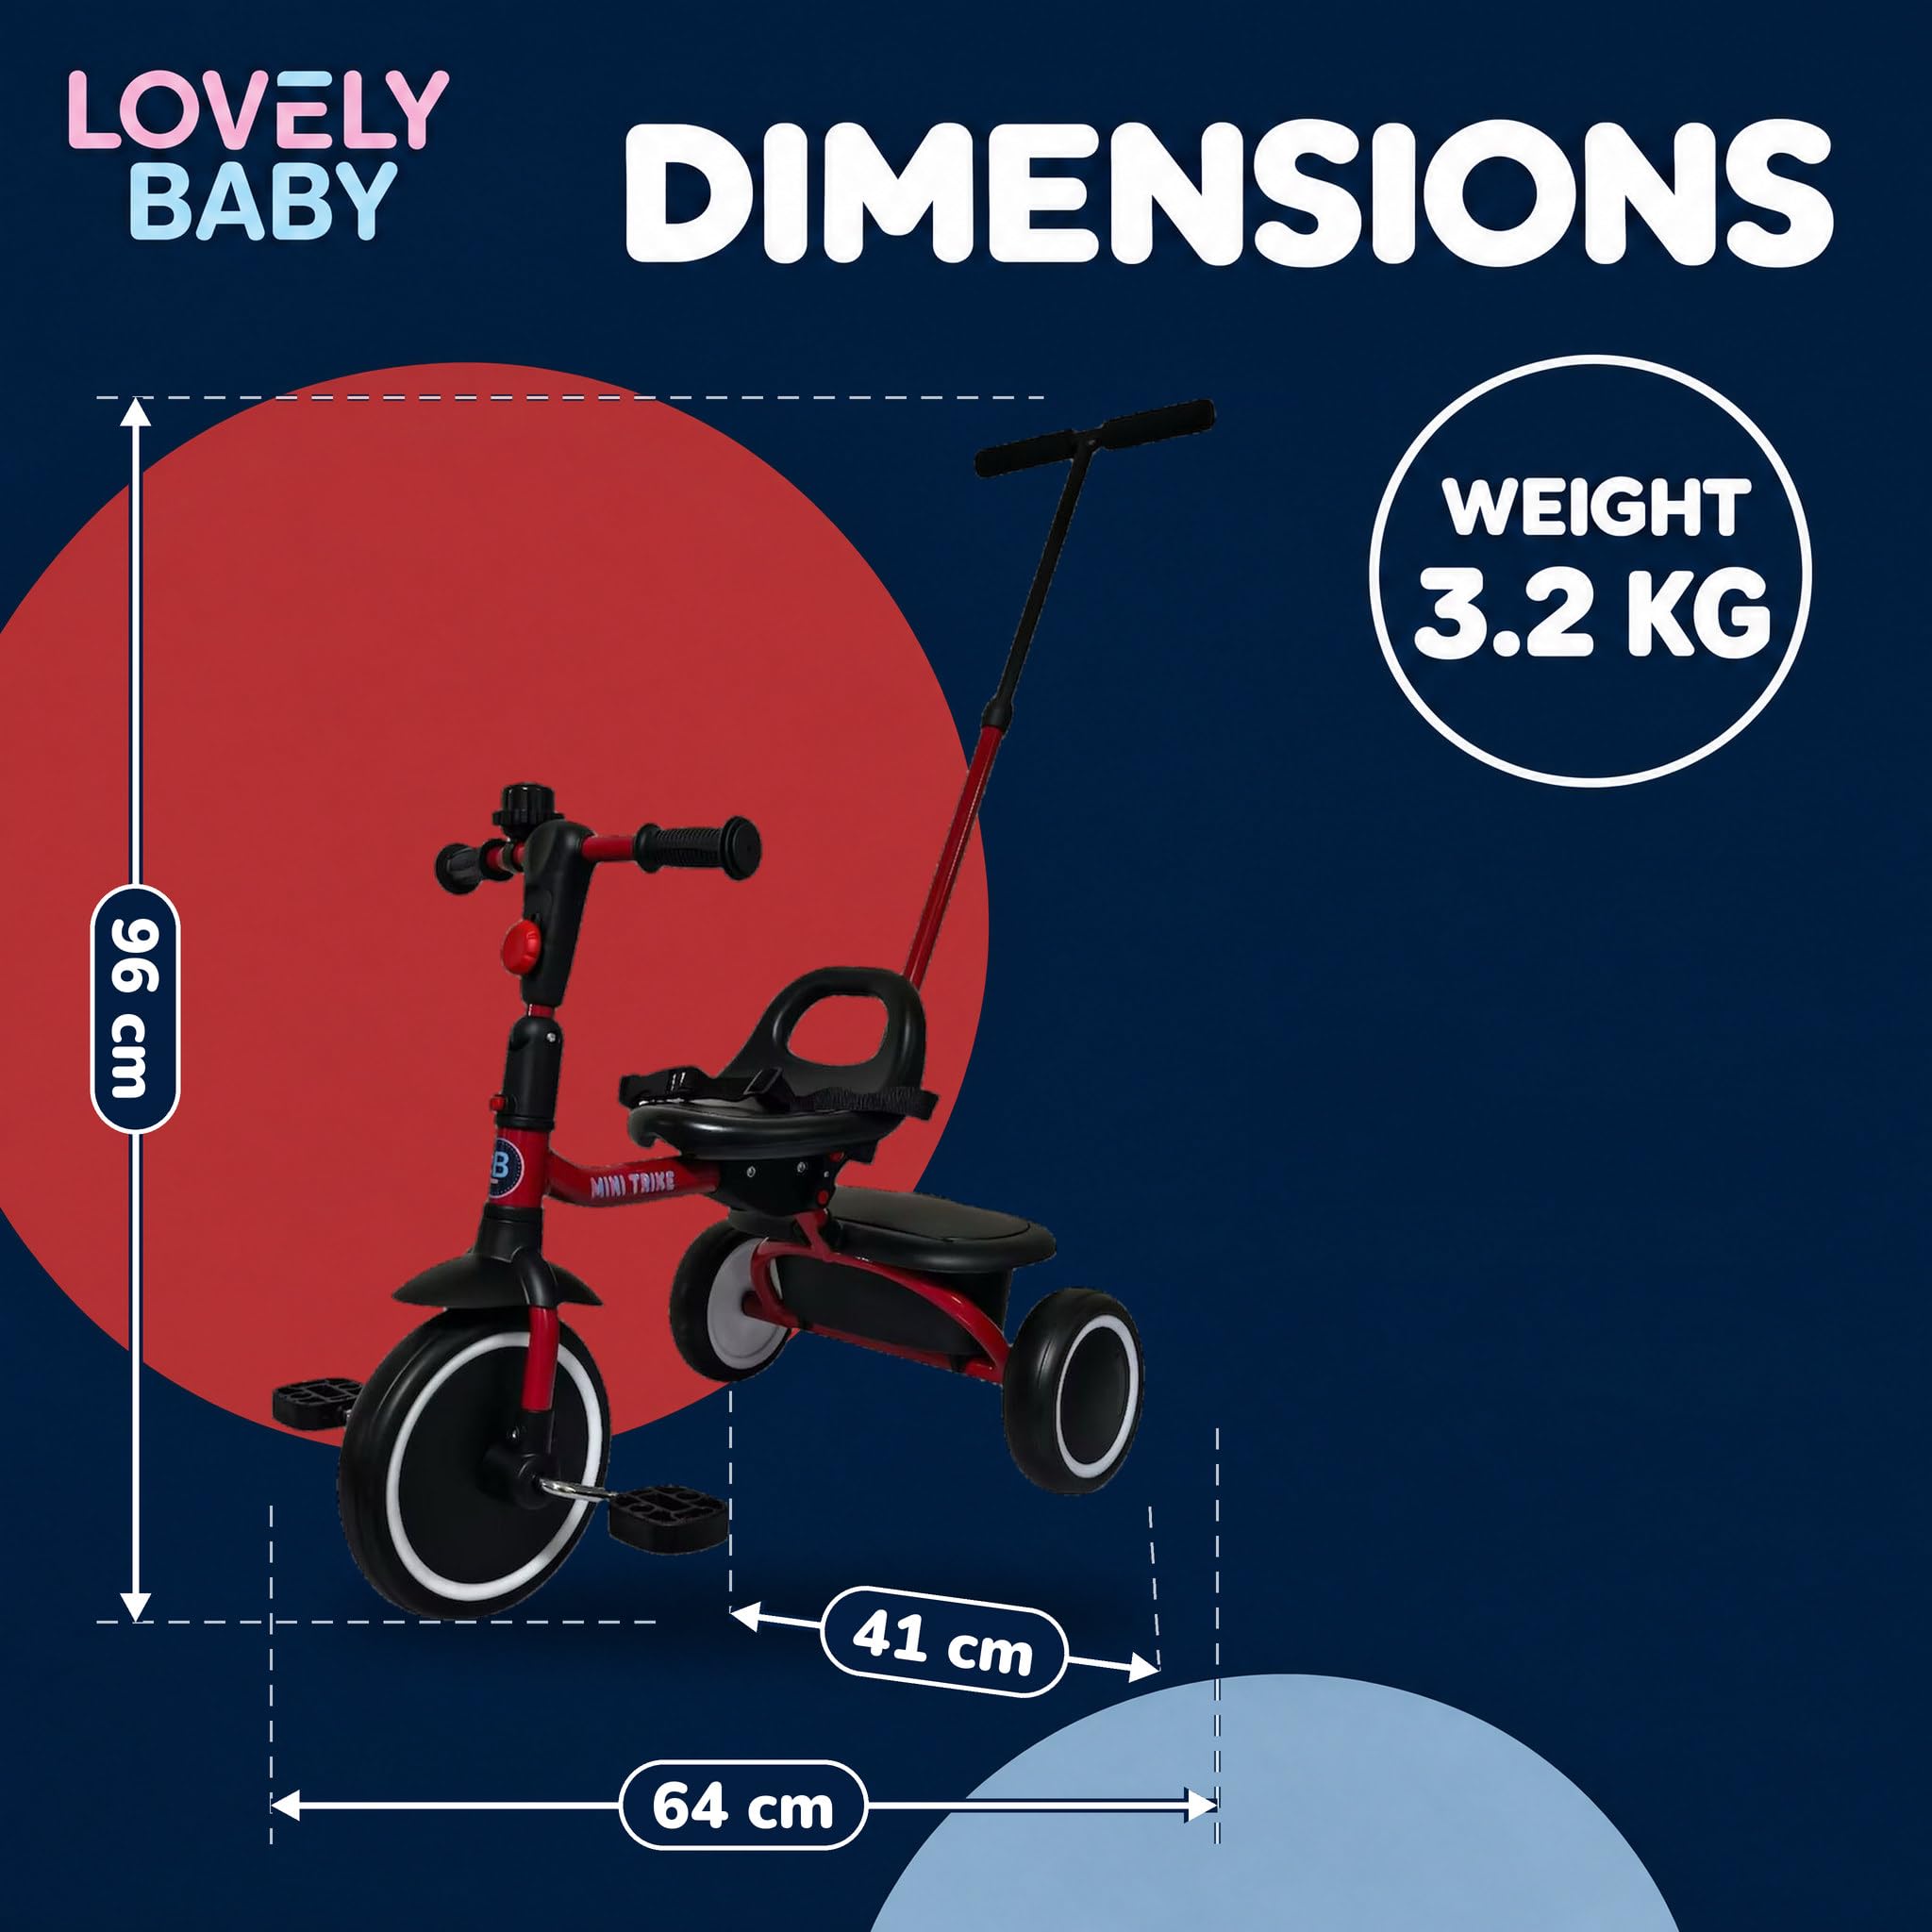 LOVELY
BABY
DIMENSIONS
WEIGHT
3.2 KG
96 cm
B
MINI TRIKE
41 cm
64 cm